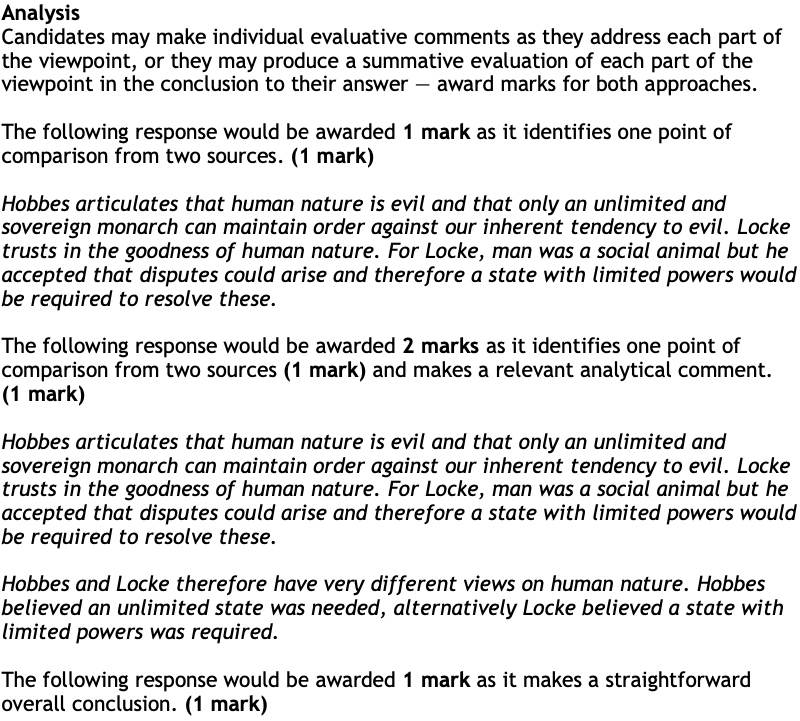 Analysis
Candidates may make individual evaluative comments as they address each part of
the viewpoint, or they may produce a summative evaluation of each part of the
viewpoint in the conclusion to their answer — award marks for both approaches.
The following response would be awarded 1 mark as it identifies one point of
comparison from two sources. (1 mark)
Hobbes articulates that human nature is evil and that only an unlimited and
sovereign monarch can maintain order against our inherent tendency to evil. Locke
trusts in the goodness of human nature. For Locke, man was a social animal but he
accepted that disputes could arise and therefore a state with limited powers would
be required to resolve these.
The following response would be awarded 2 marks as it identifies one point of
comparison from two sources (1 mark) and makes a relevant analytical comment.
(1 mark)
Hobbes articulates that human nature is evil and that only an unlimited and
sovereign monarch can maintain order against our inherent tendency to evil. Locke
trusts in the goodness of human nature. For Locke, man was a social animal but he
accepted that disputes could arise and therefore a state with limited powers would
be required to resolve these.
Hobbes and Locke therefore have very different views on human nature. Hobbes
believed an unlimited state was needed, alternatively Locke believed a state with
limited powers was required.
The following response would be awarded 1 mark as it makes a straightforward
overall conclusion. (1 mark)